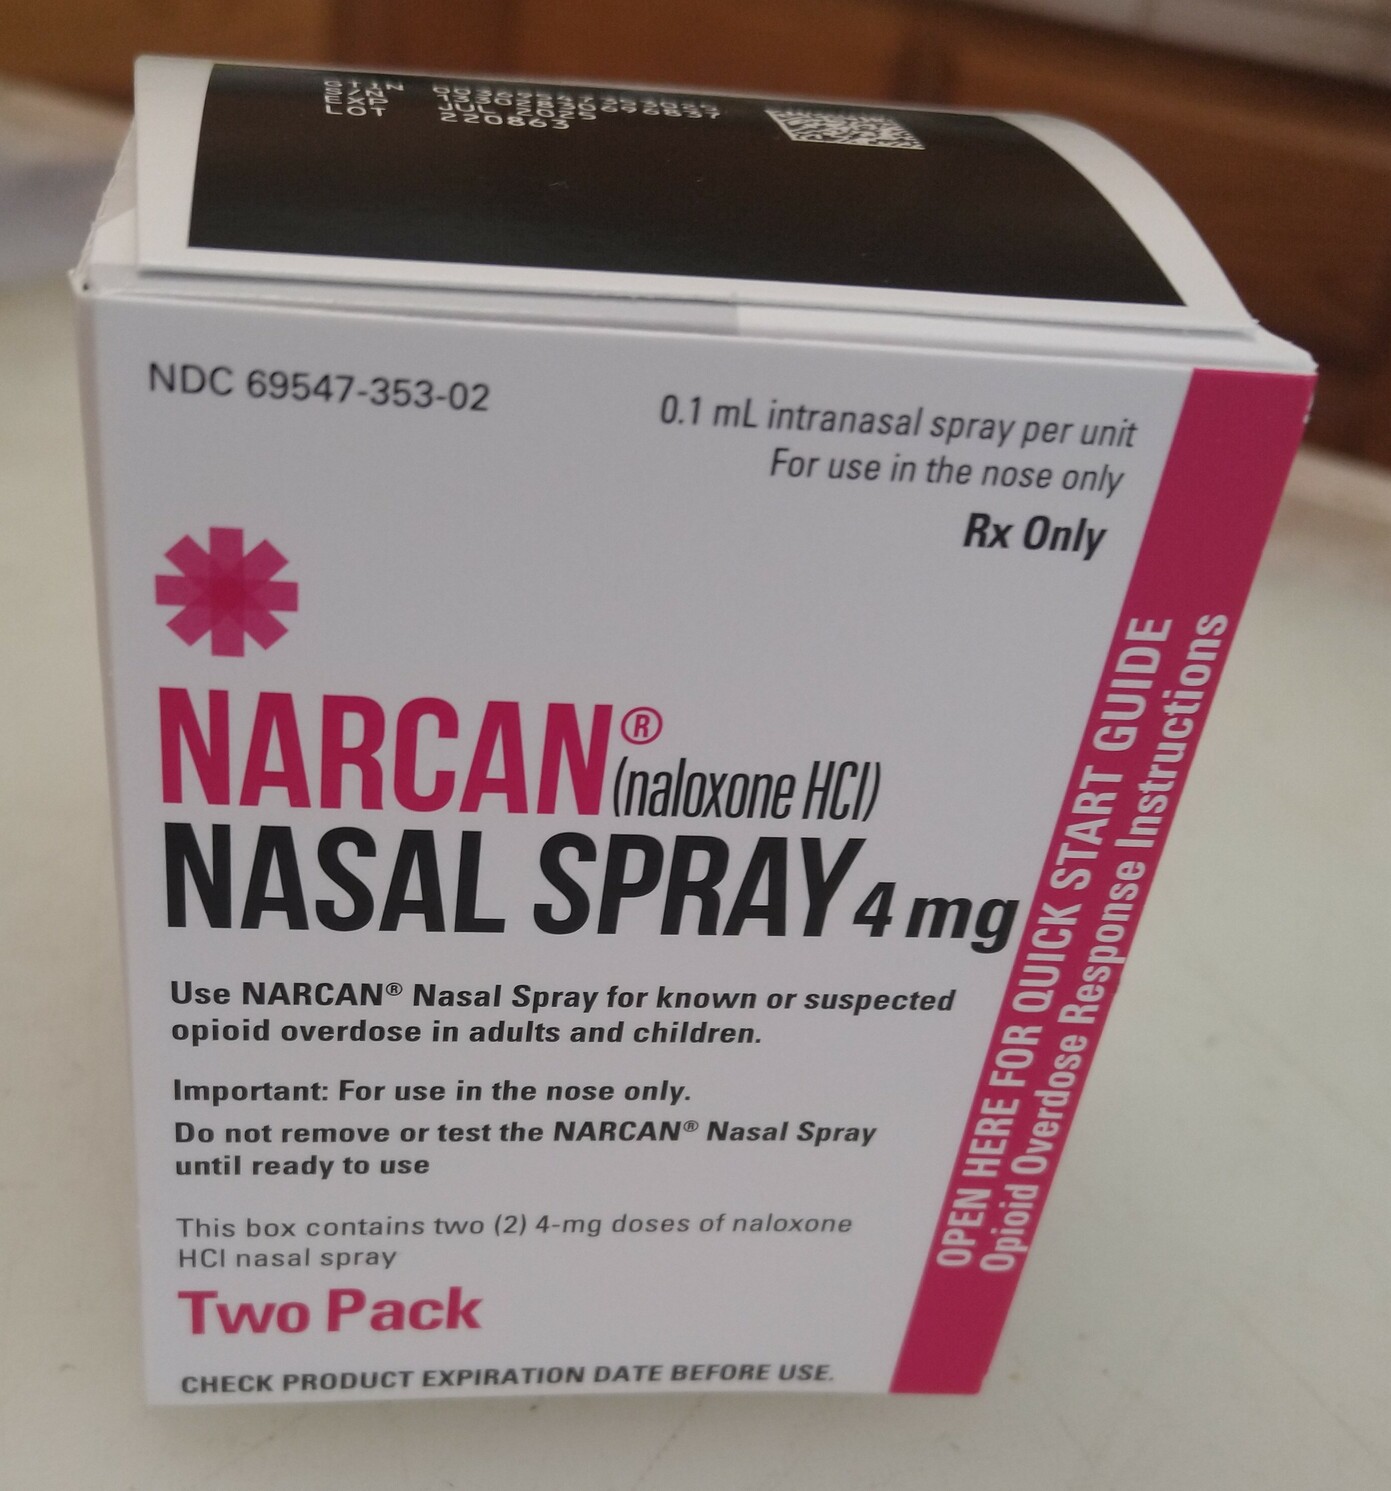 GTIN
S/N
EXP JUL 2025
LOT 220863
NDC 69547-353-02
0.1 mL intranasal spray per unit
For use in the nose only
Rx Only
NARCAN®
(naloxone HCl)
NASAL SPRAY 4 mg
Use NARCAN® Nasal Spray for known or suspected
opioid overdose in adults and children.
Important: For use in the nose only.
Do not remove or test the NARCAN® Nasal Spray
until ready to use
This box contains two (2) 4-mg doses of naloxone
HCl nasal spray
Two Pack
CHECK PRODUCT EXPIRATION DATE BEFORE USE.
OPEN HERE FOR QUICK START GUIDE
Opioid Overdose Response Instructions